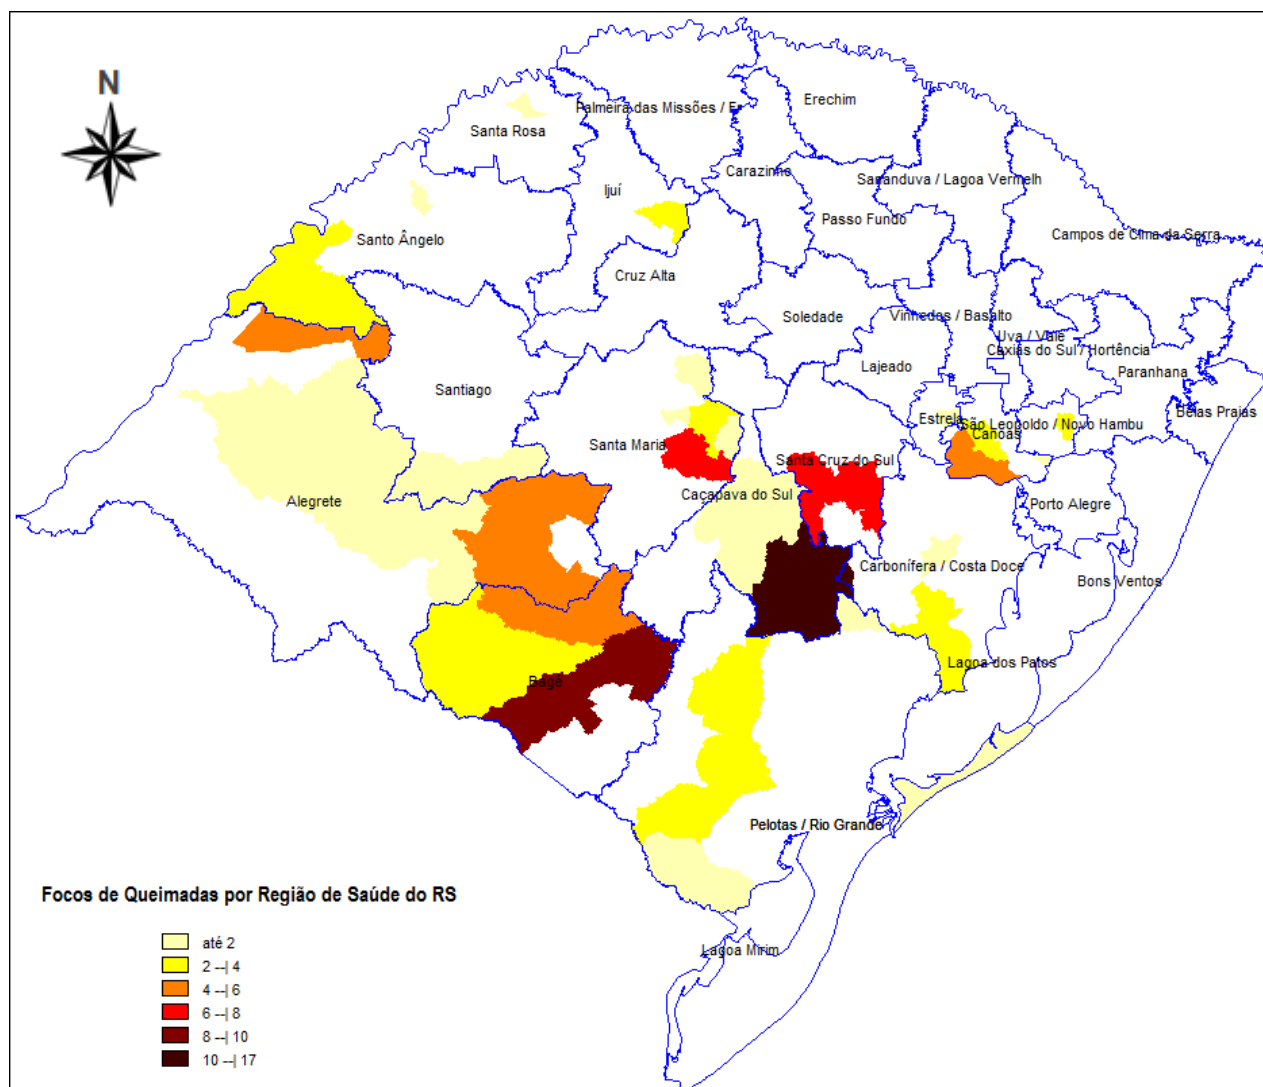 N
Palmeira das Missões / Er
Erechim
Santa Rosa
Carazinho
Sananduva / Lagoa Vermelh
Ijuí
Passo Fundo
Santo Ângelo
Campos de Cima da Serra
Cruz Alta
Soledade
Vinhedos / Basalto
Uva / Vale
Caxias do Sul / Hortência
Lajeado
Paranhana
Santiago
Belas Praias
Estrela
São Leopoldo / Novo Hambu
Canoas
Santa Maria
Santa Cruz do Sul
Caçapava do Sul
Alegrete
Porto Alegre
Carbonífera / Costa Doce
Bons Ventos
Lagoa dos Patos
Bagé
Pelotas / Rio Grande
Lagoa Mirim
Focos de Queimadas por Região de Saúde do RS
até 2
2 --| 4
4 --| 6
6 --| 8
8 --| 10
10 --| 17